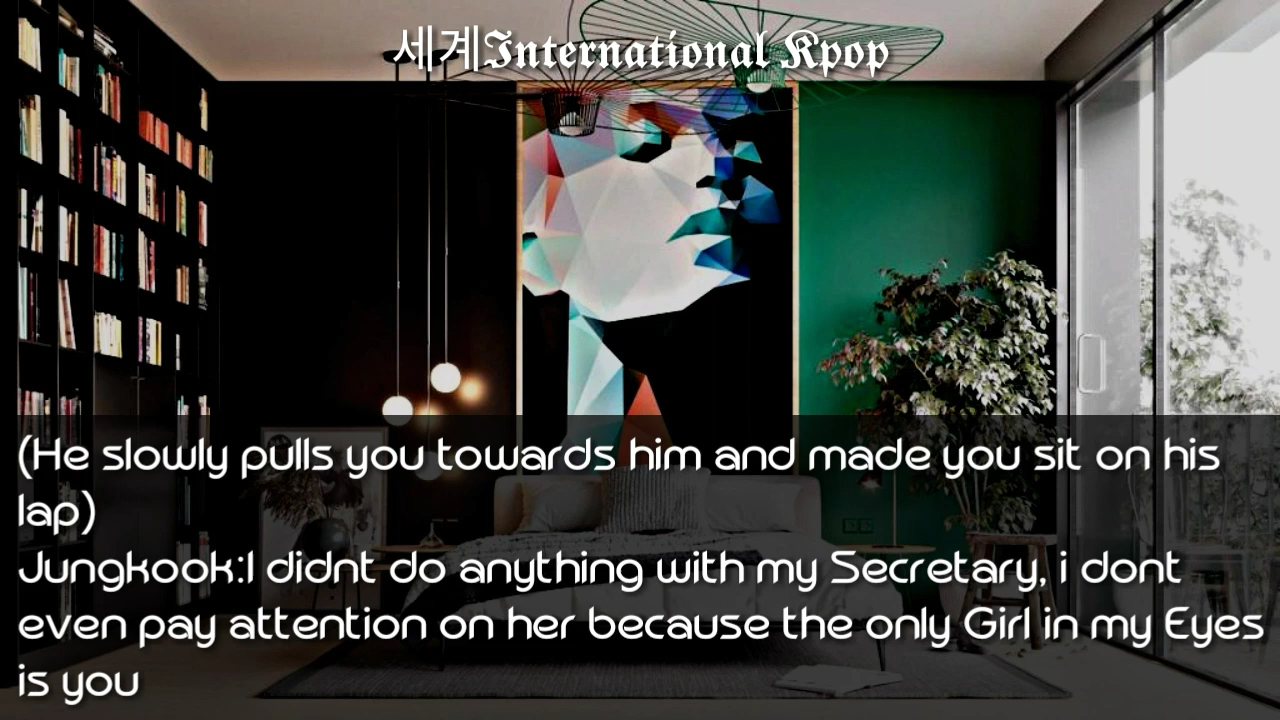 세계International Kpop
(He slowly pulls you towards him and made you sit on his
lap)
Jungkook:I didnt do anything with my Secretary, i dont
even pay attention on her because the only Girl in my Eyes
is you